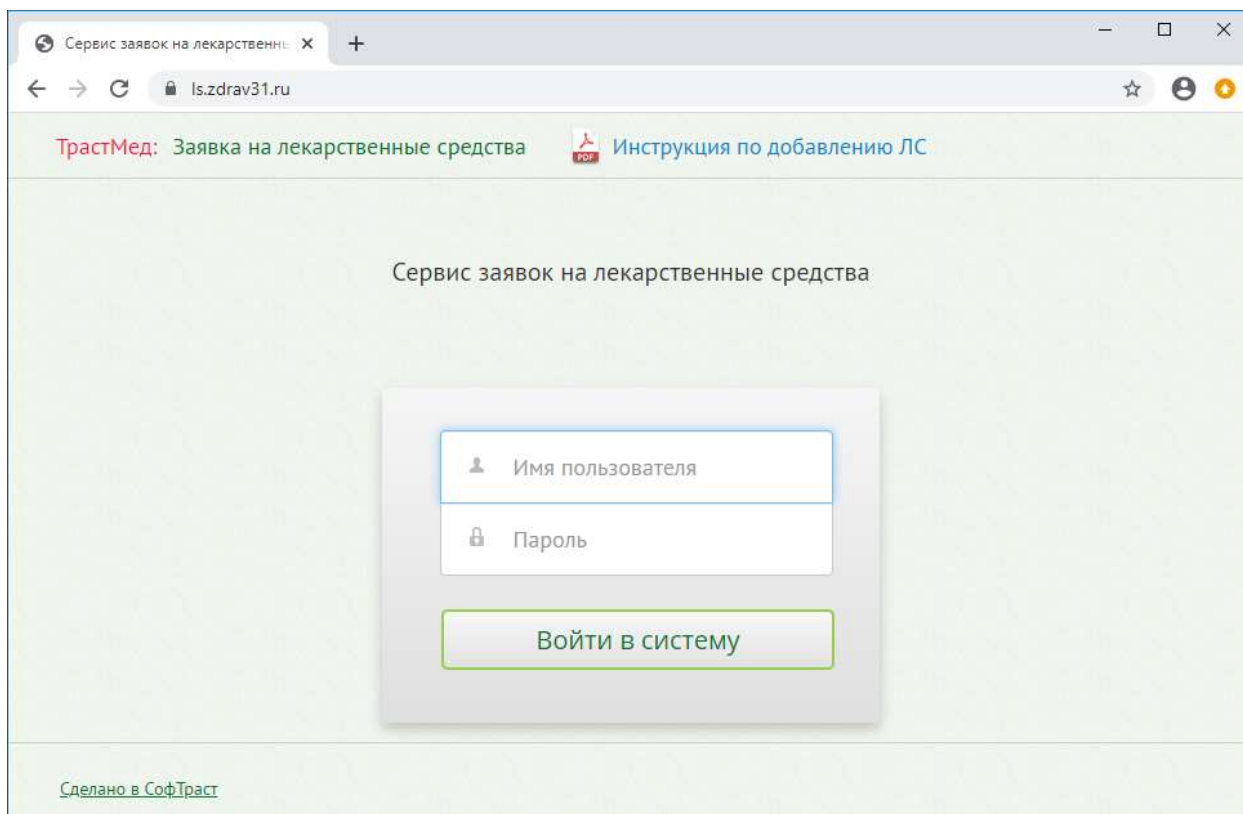 Сервис заявок на лекарственны
ls.zdrav31.ru
ТрастМед: Заявка на лекарственные средства PDF Инструкция по добавлению ЛС
Сервис заявок на лекарственные средства
Имя пользователя
Пароль
Войти в систему
Сделано в СофТраст